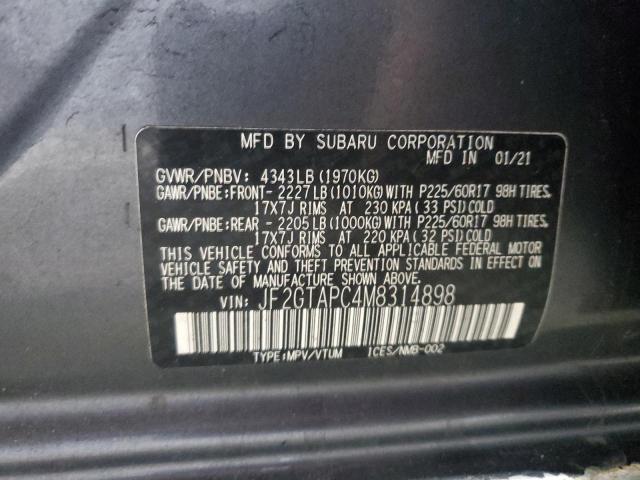 MFD BY SUBARU CORPORATION
MFD IN 01/21
GVWR/PNBV: 4343LB (1970KG)
GAWR/PNBE:FRONT- 2227LB (1010KG) WITH P225/60R17 98H TIRES,
17X7J RIMS AT 230 KPA (33 PSI) COLD
GAWR/PNBE:REAR - 2205LB (1000KG) WITH P225/60R17 98H TIRES,
17X7J RIMS AT 220 KPA (32 PSI) COLD
THIS VEHICLE CONFORMS TO ALL APPLICABLE FEDERAL MOTOR
VEHICLE SAFETY AND THEFT PREVENTION STANDARDS IN EFFECT
ON THE DATE OF MANUFACTURE SHOWN ABOVE.
VIN: JF2GTAPC4M8314898
TYPE:MPV/VTUM ICES/NMB-002